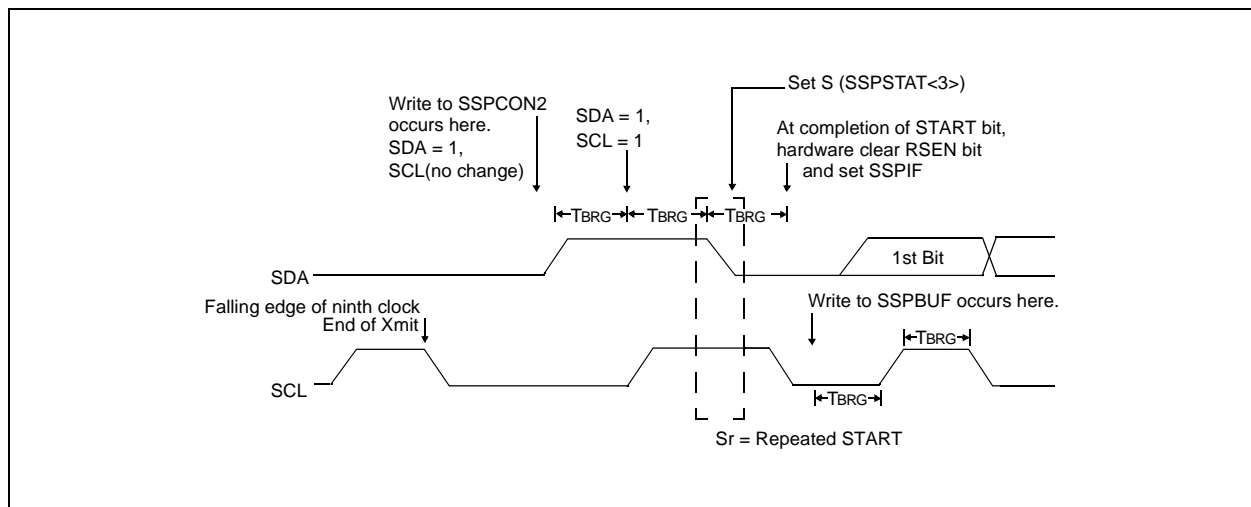 Set S (SSPSTAT<3>)
Write to SSPCON2
occurs here.
SDA = 1,
SCL(no change)
SDA = 1,
SCL = 1
At completion of START bit,
hardware clear RSEN bit
and set SSPIF
TBRG
TBRG
TBRG
SDA
1st Bit
Falling edge of ninth clock
End of Xmit
Write to SSPBUF occurs here.
TBRG
SCL
TBRG
Sr = Repeated START